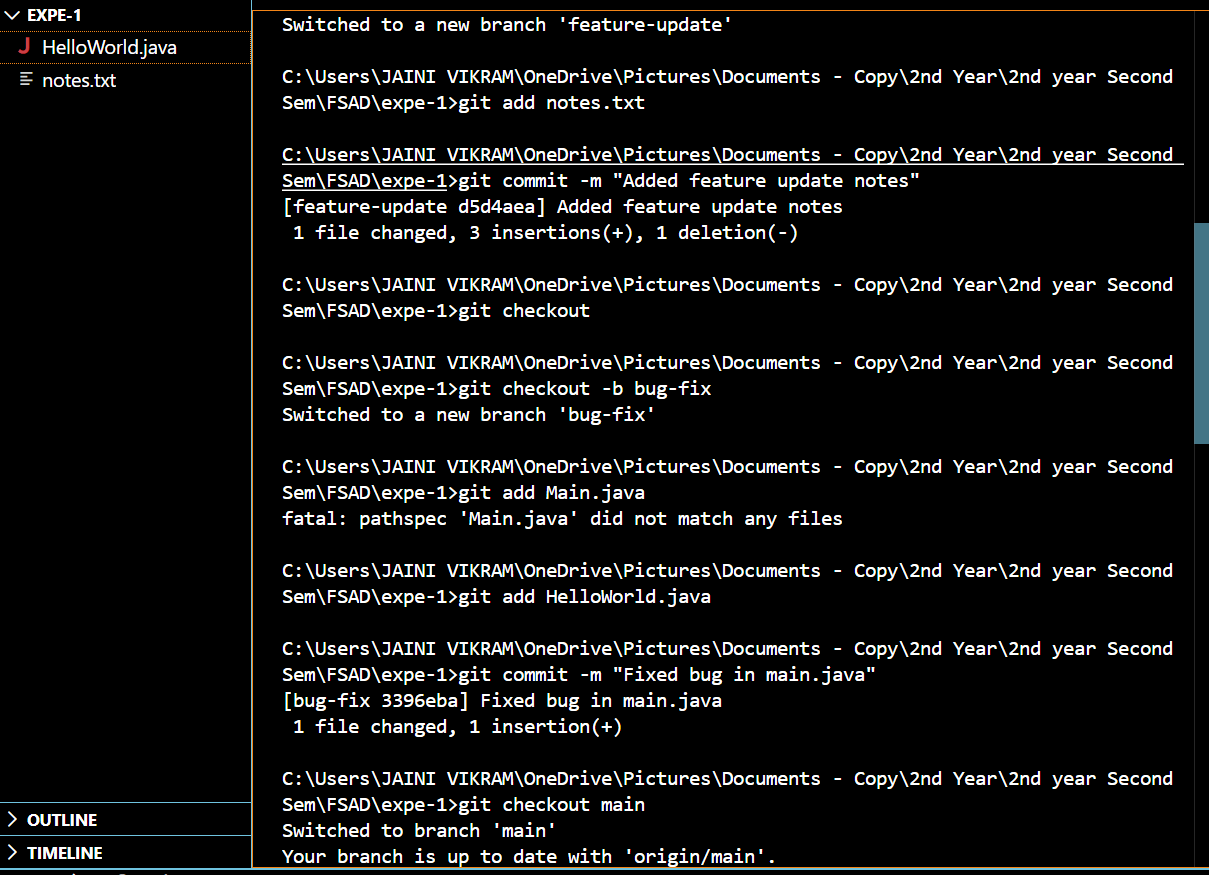 EXPE-1
HelloWorld.java
notes.txt
OUTLINE
TIMELINE
Switched to a new branch 'feature-update'
C:\Users\JAINI VIKRAM\OneDrive\Pictures\Documents - Copy\2nd Year\2nd year Second
Sem\FSAD\expe-1>git add notes.txt
C:\Users\JAINI VIKRAM\OneDrive\Pictures\Documents - Copy\2nd Year\2nd year Second
Sem\FSAD\expe-1>git commit -m "Added feature update notes"
[feature-update d5d4aea] Added feature update notes
 1 file changed, 3 insertions(+), 1 deletion(-)
C:\Users\JAINI VIKRAM\OneDrive\Pictures\Documents - Copy\2nd Year\2nd year Second
Sem\FSAD\expe-1>git checkout
C:\Users\JAINI VIKRAM\OneDrive\Pictures\Documents - Copy\2nd Year\2nd year Second
Sem\FSAD\expe-1>git checkout -b bug-fix
Switched to a new branch 'bug-fix'
C:\Users\JAINI VIKRAM\OneDrive\Pictures\Documents - Copy\2nd Year\2nd year Second
Sem\FSAD\expe-1>git add Main.java
fatal: pathspec 'Main.java' did not match any files
C:\Users\JAINI VIKRAM\OneDrive\Pictures\Documents - Copy\2nd Year\2nd year Second
Sem\FSAD\expe-1>git add HelloWorld.java
C:\Users\JAINI VIKRAM\OneDrive\Pictures\Documents - Copy\2nd Year\2nd year Second
Sem\FSAD\expe-1>git commit -m "Fixed bug in main.java"
[bug-fix 3396eba] Fixed bug in main.java
 1 file changed, 1 insertion(+)
C:\Users\JAINI VIKRAM\OneDrive\Pictures\Documents - Copy\2nd Year\2nd year Second
Sem\FSAD\expe-1>git checkout main
Switched to branch 'main'
Your branch is up to date with 'origin/main'.